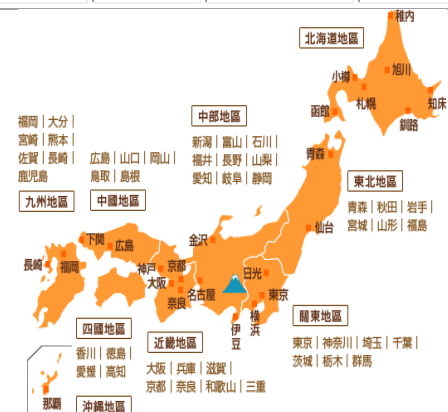 稚内
北海道地區
旭川
小樽
札幌
知床
函館
釧路
中部地區
新潟｜富山｜石川｜
福井｜長野｜山梨｜
愛知｜岐阜｜静岡
福岡｜大分｜
宮崎｜熊本｜
佐賀｜長崎｜
鹿児島
広島｜山口｜岡山｜
鳥取｜島根
青森
東北地區
青森｜秋田｜岩手｜
宮城｜山形｜福島
九州地區
中國地區
仙台
金沢
下関
広島
長崎
福岡
神戸
京都
大阪
奈良
名古屋
日光
東京
横浜
伊豆
關東地區
東京｜神奈川｜埼玉｜千葉｜
茨城｜栃木｜群馬
四國地區
香川｜徳島｜
愛媛｜高知
近畿地區
大阪｜兵庫｜滋賀｜
京都｜奈良｜和歌山｜三重
那覇
沖縄地區